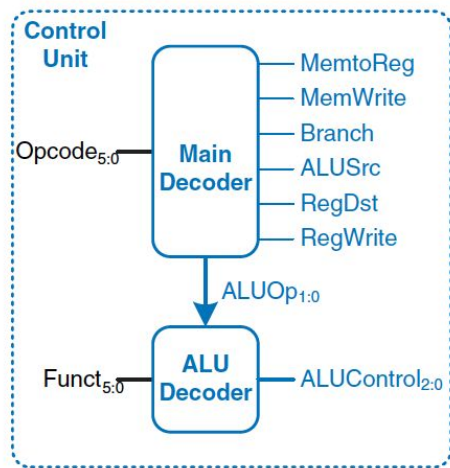 Control
Unit
MemtoReg
MemWrite
Branch
ALUSrc
RegDst
RegWrite
Opcode5:0
Main
Decoder
ALUOp1:0
Funct5:0
ALU
Decoder
ALUControl2:0